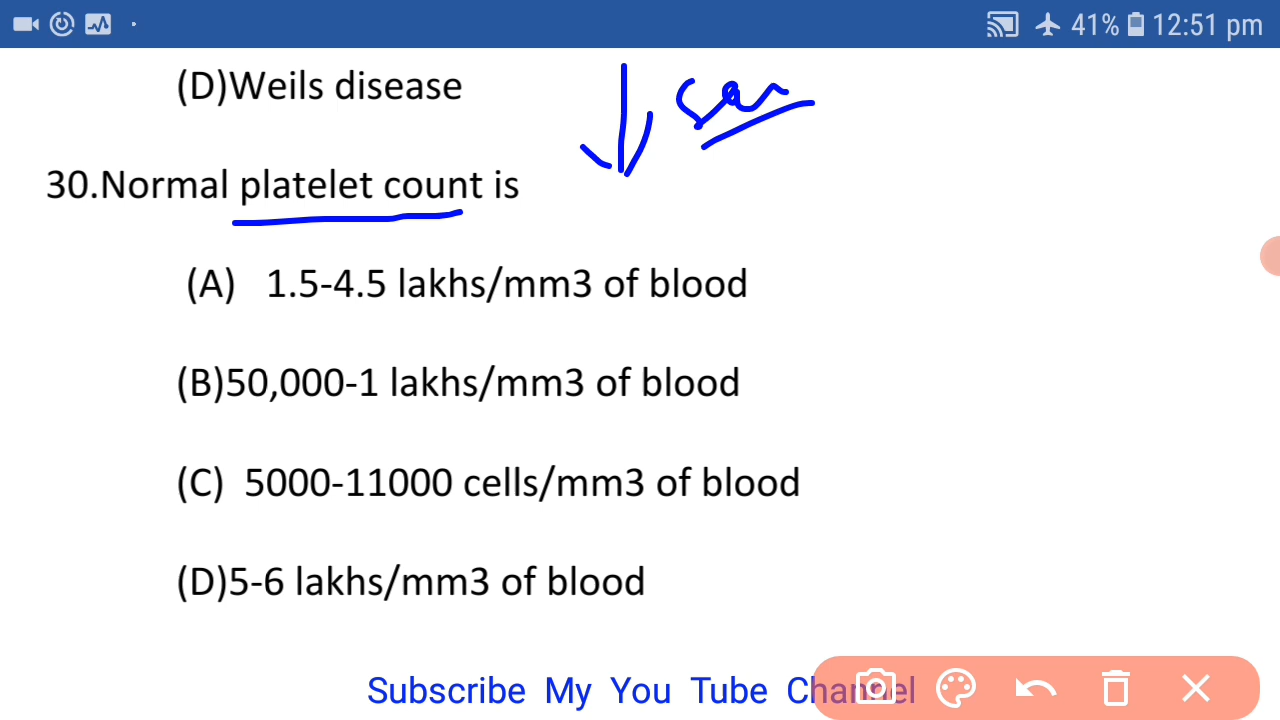 41% 12:51 pm
(D)Weils disease
30.Normal platelet count is
(A) 1.5-4.5 lakhs/mm3 of blood
(B)50,000-1 lakhs/mm3 of blood
(C) 5000-11000 cells/mm3 of blood
(D)5-6 lakhs/mm3 of blood
Subscribe My You Tube Channel